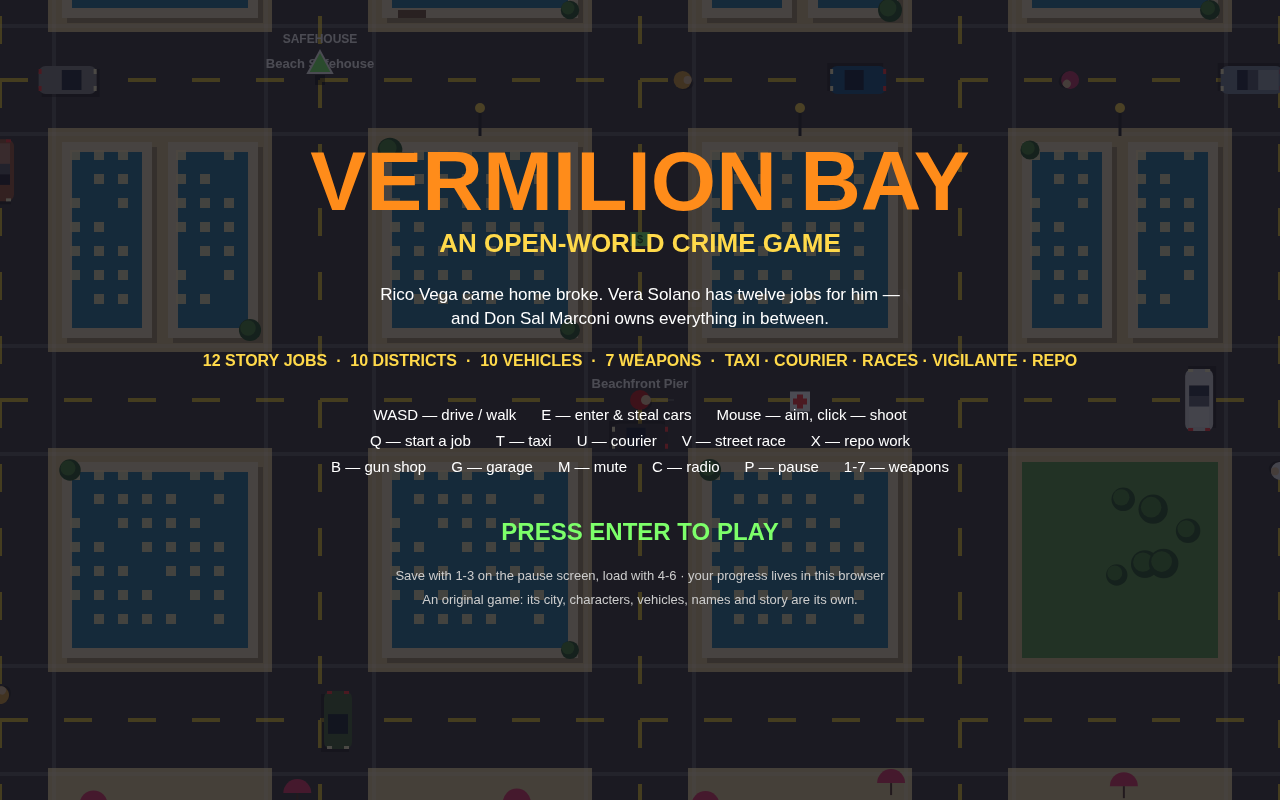 SAFEHOUSE
Beach Safehouse
VERMILION BAY
AN OPEN-WORLD CRIME GAME
Rico Vega came home broke. Vera Solano has twelve jobs for him —
and Don Sal Marconi owns everything in between.
12 STORY JOBS · 10 DISTRICTS · 10 VEHICLES · 7 WEAPONS · TAXI · COURIER · RACES · VIGILANTE · REPO
Beachfront Pier
WASD — drive / walk E — enter & steal cars Mouse — aim, click — shoot
Q — start a job T — taxi U — courier V — street race X — repo work
B — gun shop G — garage M — mute C — radio P — pause 1-7 — weapons
PRESS ENTER TO PLAY
Save with 1-3 on the pause screen, load with 4-6 · your progress lives in this browser
An original game: its city, characters, vehicles, names and story are its own.